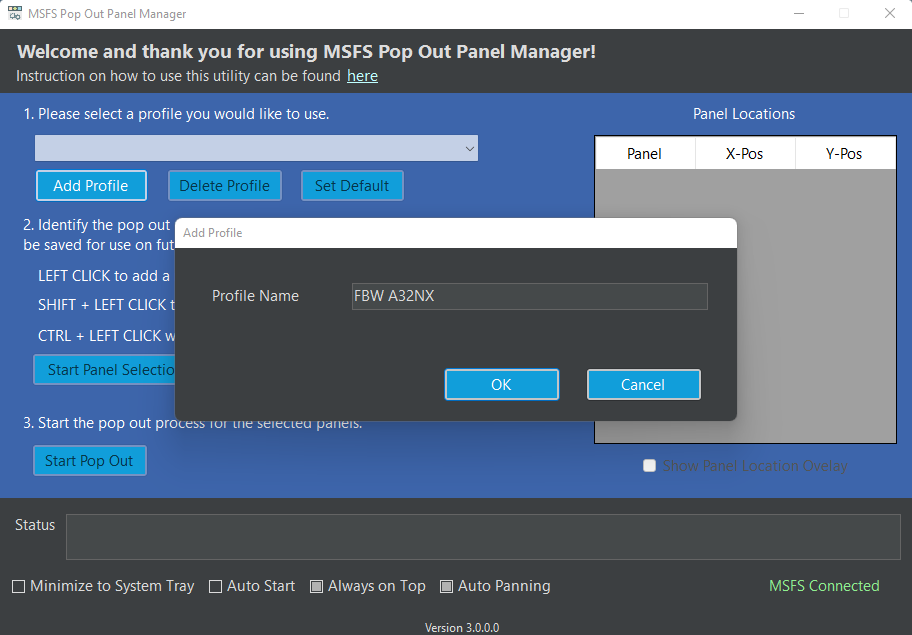 MSFS Pop Out Panel Manager
Welcome and thank you for using MSFS Pop Out Panel Manager!
Instruction on how to use this utility can be found here
1. Please select a profile you would like to use.
Panel Locations
Panel X-Pos Y-Pos
Add Profile Delete Profile Set Default
2. Identify the pop out
be saved for use on fut
LEFT CLICK to add a
SHIFT + LEFT CLICK t
CTRL + LEFT CLICK w
Start Panel Selectio
Add Profile
Profile Name FBW A32NX
OK Cancel
3. Start the pop out process for the selected panels.
Start Pop Out
Show Panel Location Ovelay
Status
Minimize to System Tray Auto Start Always on Top Auto Panning MSFS Connected
Version 3.0.0.0